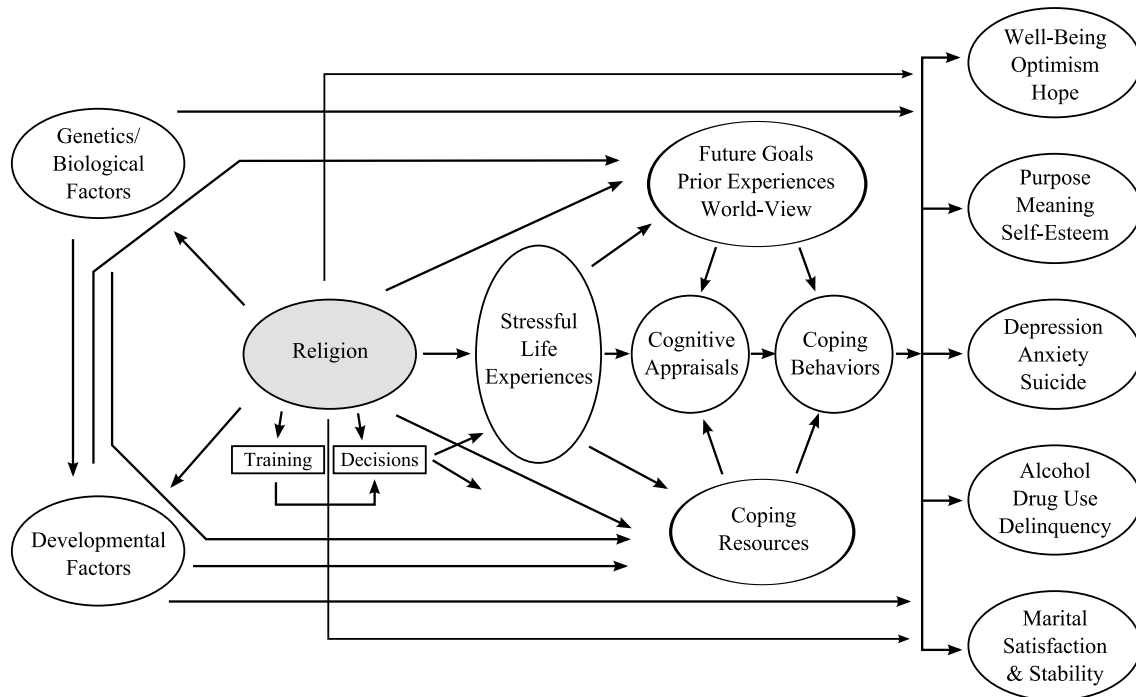 Well-Being
Optimism
Hope
Genetics/
Biological
Factors
Future Goals
Prior Experiences
World-View
Purpose
Meaning
Self-Esteem
Religion
Stressful
Life
Experiences
Cognitive
Appraisals
Coping
Behaviors
Depression
Anxiety
Suicide
Training
Decisions
Developmental
Factors
Coping
Resources
Alcohol
Drug Use
Delinquency
Marital
Satisfaction
& Stability